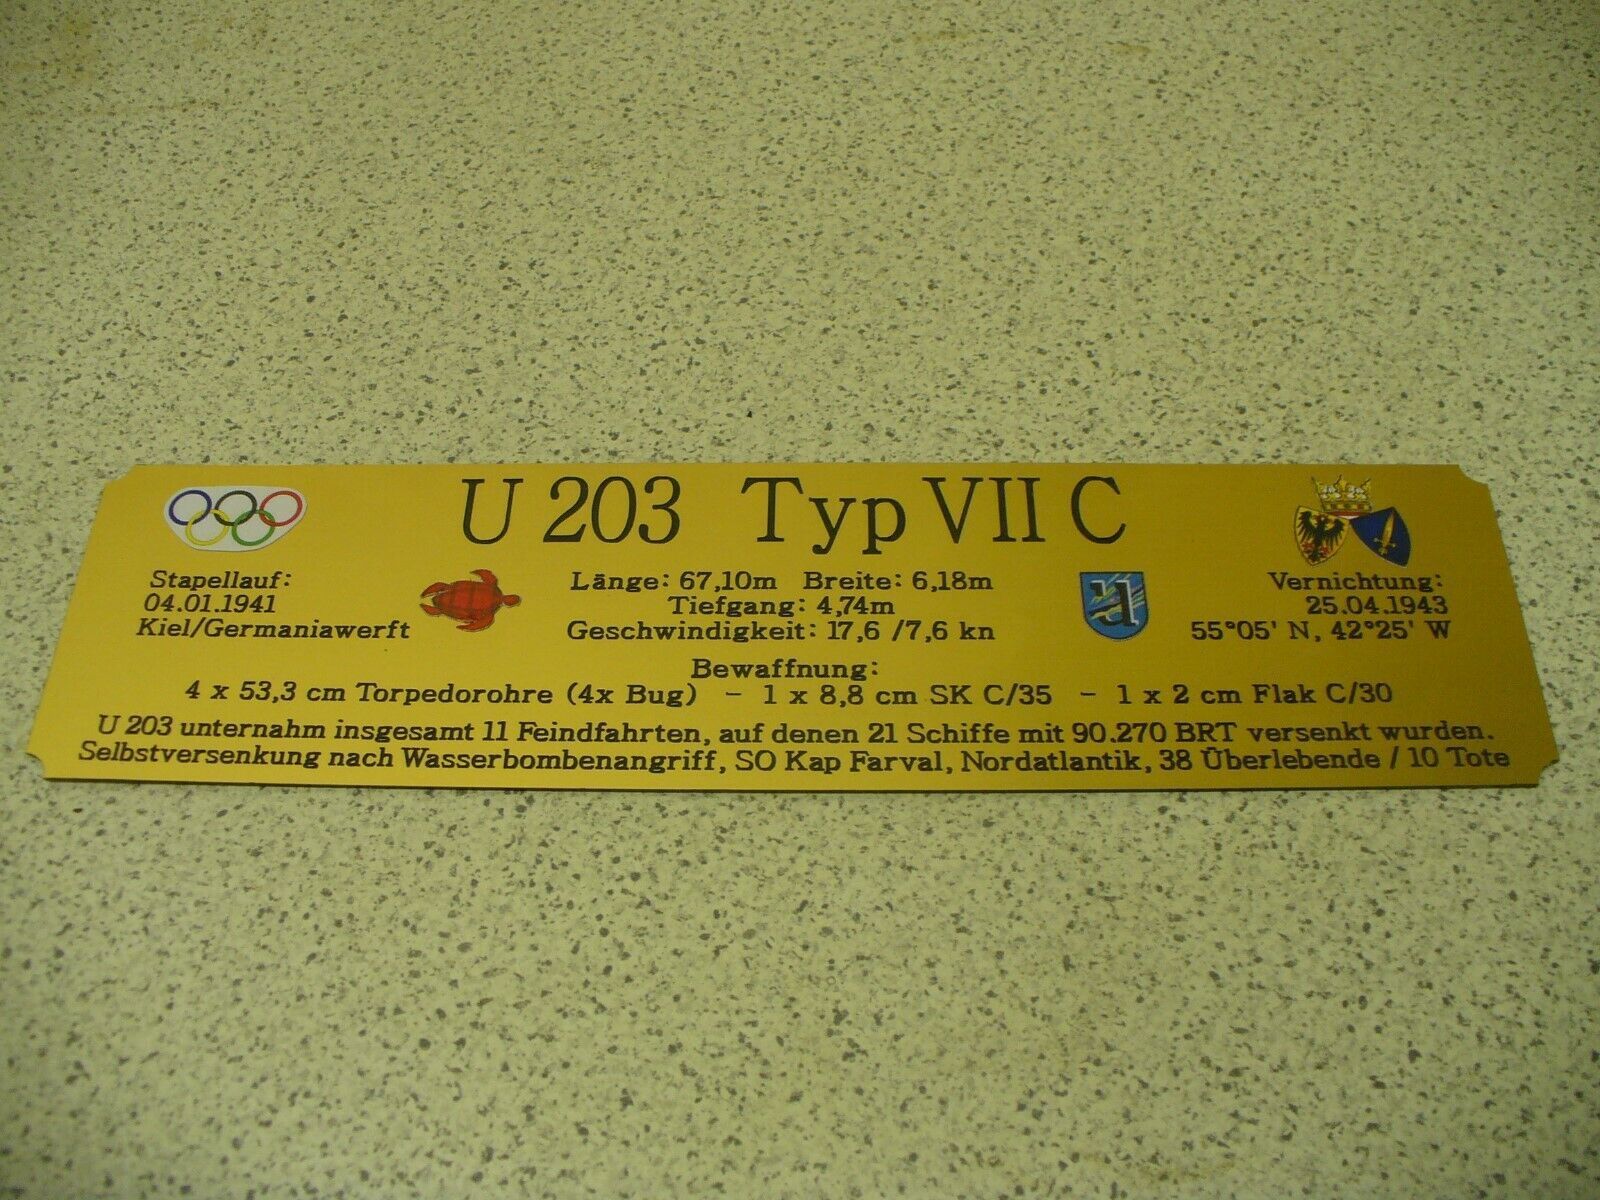 U 203 Typ VII C
Stapellauf:
04.01.1941
Kiel/Germaniawerft
Länge: 67,10m Breite: 6,18m
Tiefgang: 4,74m
Geschwindigkeit: 17,6 /7,6 kn
U
Vernichtung:
25.04.1943
55°05' N, 42°25' W
Bewaffnung:
4 x 53,3 cm Torpedorohre (4x Bug) - 1 x 8,8 cm SK C/35 - 1 x 2 cm Flak C/30
U 203 unternahm insgesamt 11 Feindfahrten, auf denen 21 Schiffe mit 90.270 BRT versenkt wurden.
Selbstversenkung nach Wasserbombenangriff, SO Kap Farval, Nordatlantik, 38 Überlebende / 10 Tote